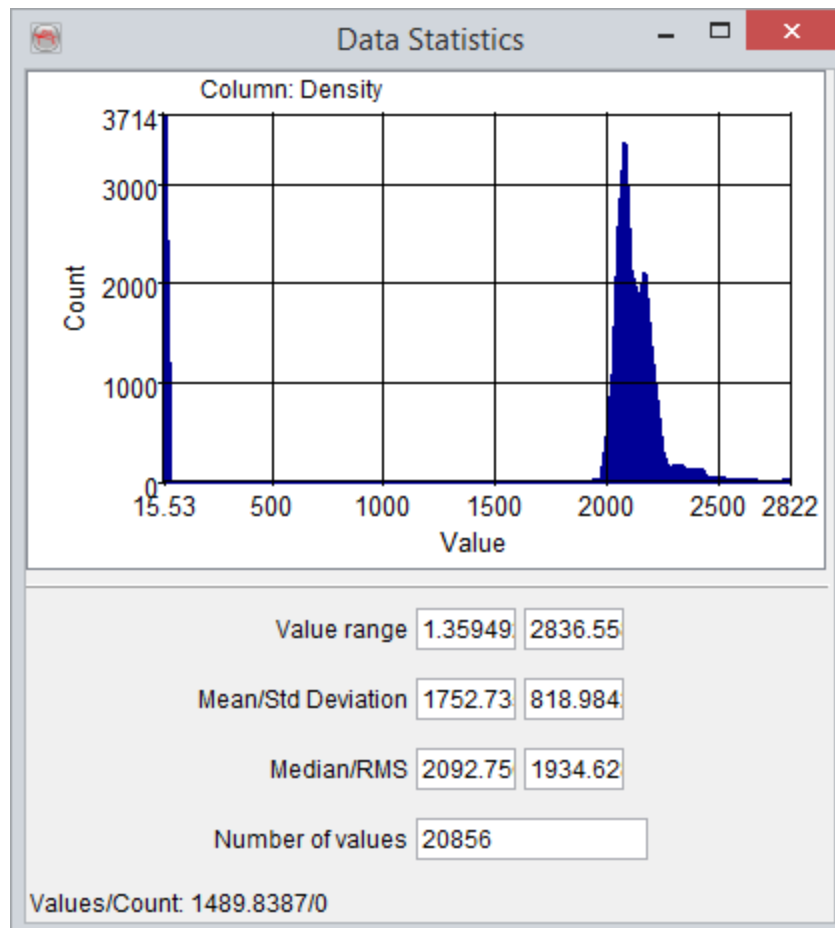 Data Statistics
Column: Density
3714
3000
2000
1000
0
Count
15.53 500 1000 1500 2000 2500 2822
Value
Value range 1.35949 2836.55
Mean/Std Deviation 1752.73 818.984
Median/RMS 2092.75 1934.62
Number of values 20856
Values/Count: 1489.8387/0